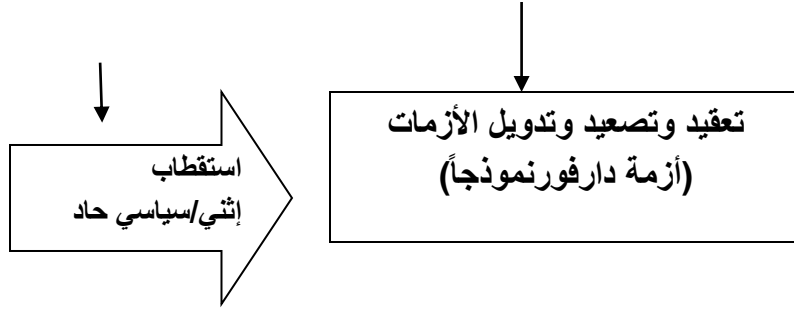 تعقيد وتصعيد وتدويل الأزمات
(أزمة دارفورنموذجاً)
استقطاب
إثني/سياسي حاد